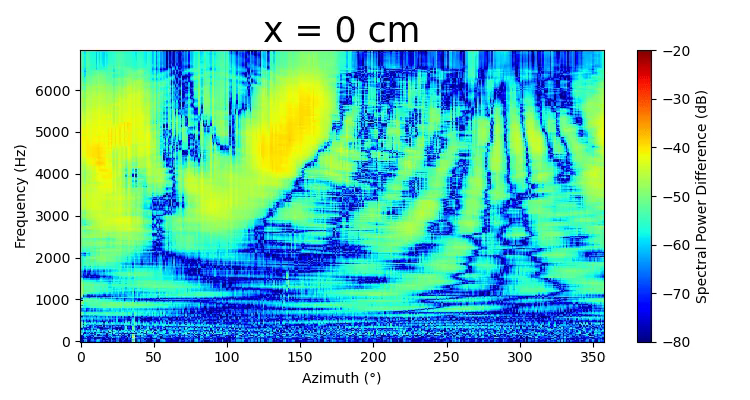 x = 0 cm
Frequency (Hz)
6000
5000
4000
3000
2000
1000
0
0 50 100 150 200 250 300 350
Azimuth (°)
−20
−30
−40
−50
−60
−70
−80
Spectral Power Difference (dB)